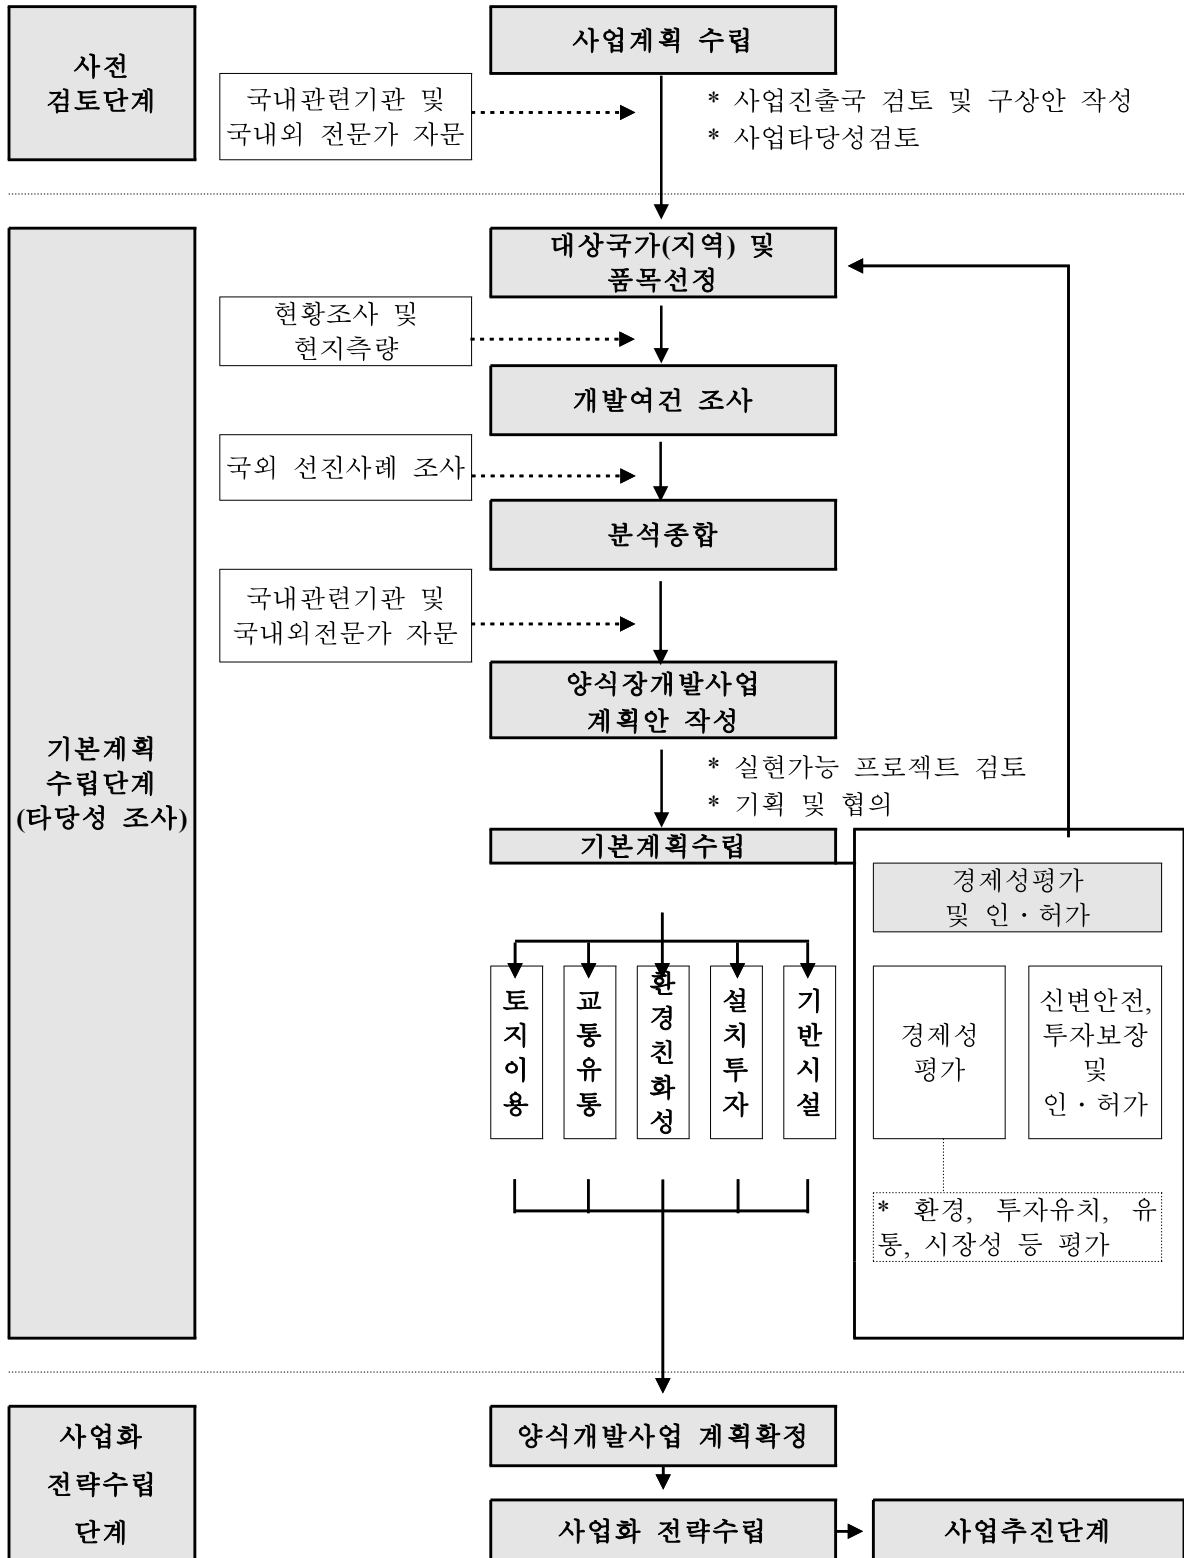 사전
검토단계
사업계획 수립
국내관련기관 및
국내외 전문가 자문
* 사업진출국 검토 및 구상안 작성
* 사업타당성검토
기본계획
수립단계
(타당성 조사)
대상국가(지역) 및
품목선정
현황조사 및
현지측량
개발여건 조사
국외 선진사례 조사
분석종합
국내관련기관 및
국내외전문가 자문
양식장개발사업
계획안 작성
* 실현가능 프로젝트 검토
* 기획 및 협의
기본계획수립
토지이용
교통유통
환경친화성
설치투자
기반시설
경제성평가
및 인·허가
경제성
평가
신변안전,
투자보장
및
인·허가
* 환경, 투자유치, 유
통, 시장성 등 평가
사업화
전략수립
단계
양식개발사업 계획확정
사업화 전략수립
사업추진단계